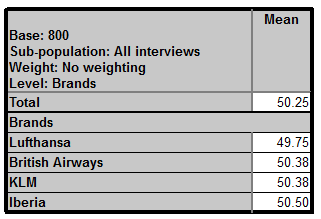 Mean
Base: 800
Sub-population: All interviews
Weight: No weighting
Level: Brands
Total 50.25
Brands
Lufthansa 49.75
British Airways 50.38
KLM 50.38
Iberia 50.50